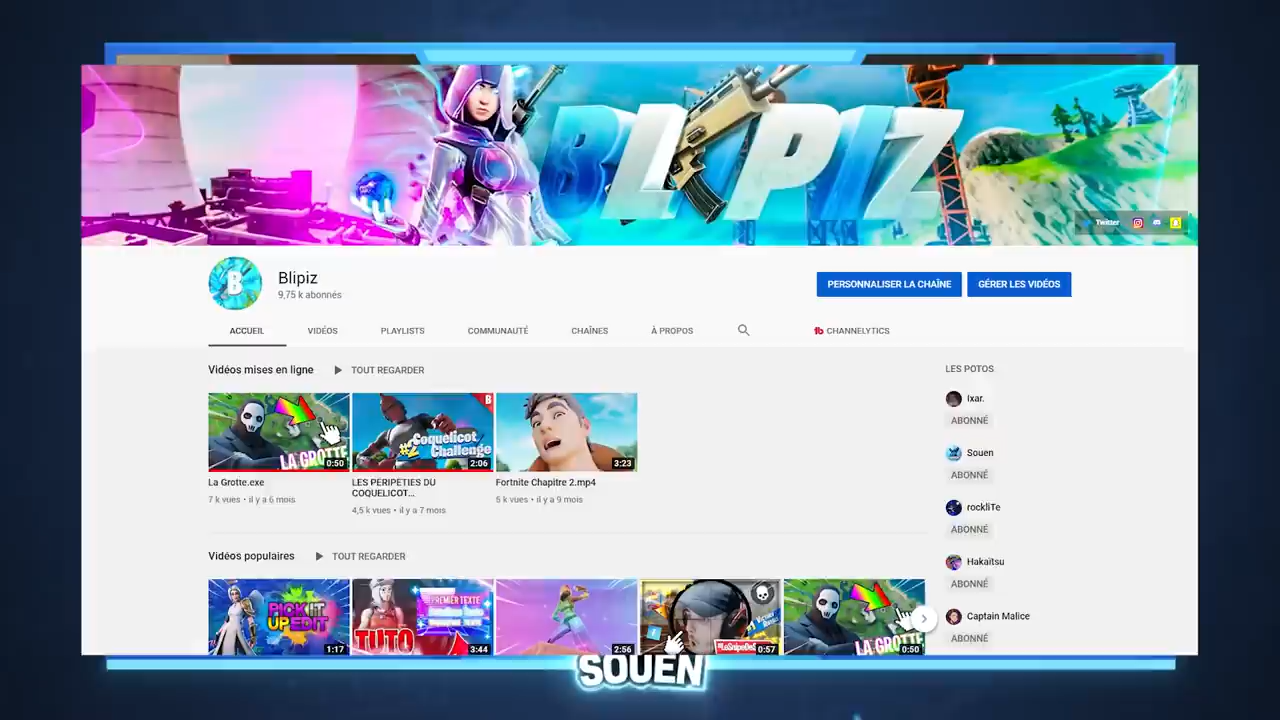 BLIPIZ
Twitter
Blipiz
9,75 k abonnés
PERSONNALISER LA CHAÎNE
GÉRER LES VIDÉOS
ACCUEIL
VIDÉOS
PLAYLISTS
COMMUNAUTÉ
CHAÎNES
À PROPOS
CHANNELYTICS
Vidéos mises en ligne
TOUT REGARDER
LA GROTTE
0:50
Coquelicot
#2 Challenge
2:06
3:23
La Grotte.exe
7 k vues • il y a 6 mois
LES PÉRIPÉTIES DU
COQUELICOT...
4,5 k vues • il y a 7 mois
Fortnite Chapitre 2.mp4
5 k vues • il y a 9 mois
Vidéos populaires
TOUT REGARDER
PICK IT
UP EDIT
1:17
PREMIER TEXTE
TUTO
3:44
2:56
0:57
LA GROTTE
0:50
LES POTOS
Ixar.
ABONNÉ
Souen
ABONNÉ
rockliTe
ABONNÉ
Hakaïtsu
ABONNÉ
Captain Malice
ABONNÉ
SOUEN